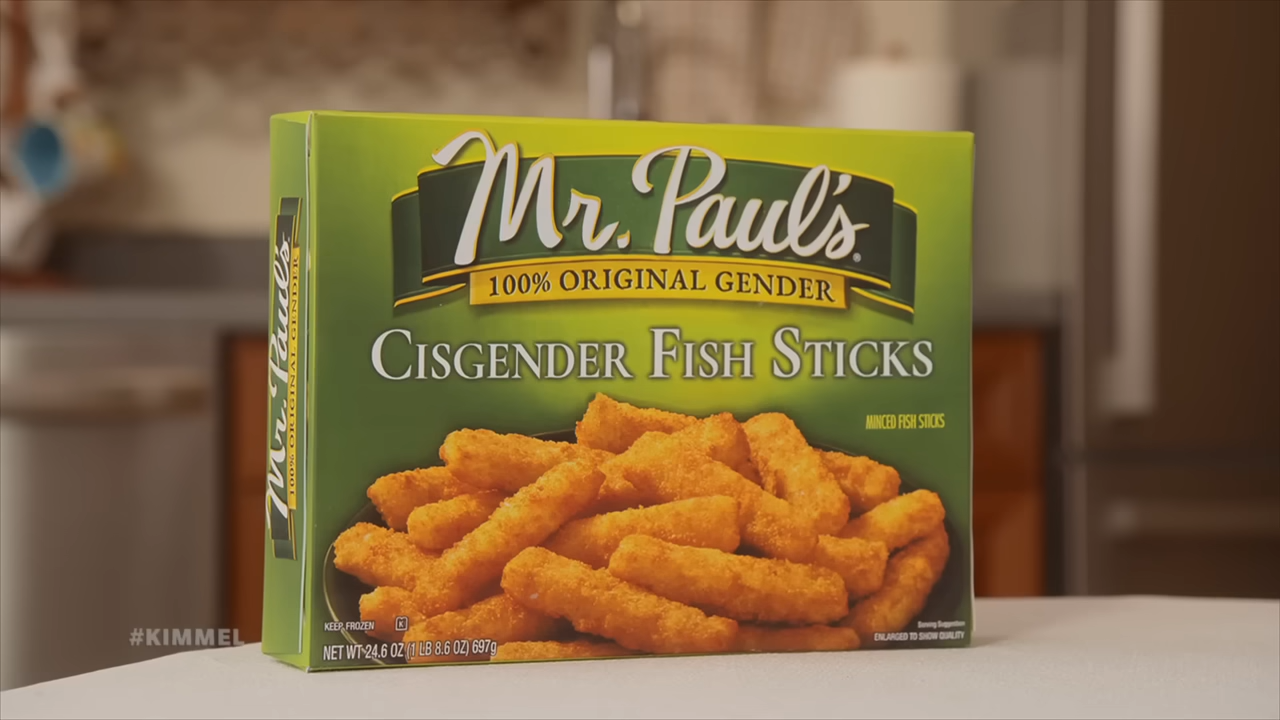 Mr. Paul's®
100% ORIGINAL GENDER
CISGENDER FISH STICKS
MINCED FISH STICKS
Mr. Paul's
100% ORIGINAL GENDER
KEEP FROZEN
K
NET WT 24.6 OZ (1 LB 8.6 OZ) 697g
Serving Suggestion
ENLARGED TO SHOW QUALITY
#KIMMEL